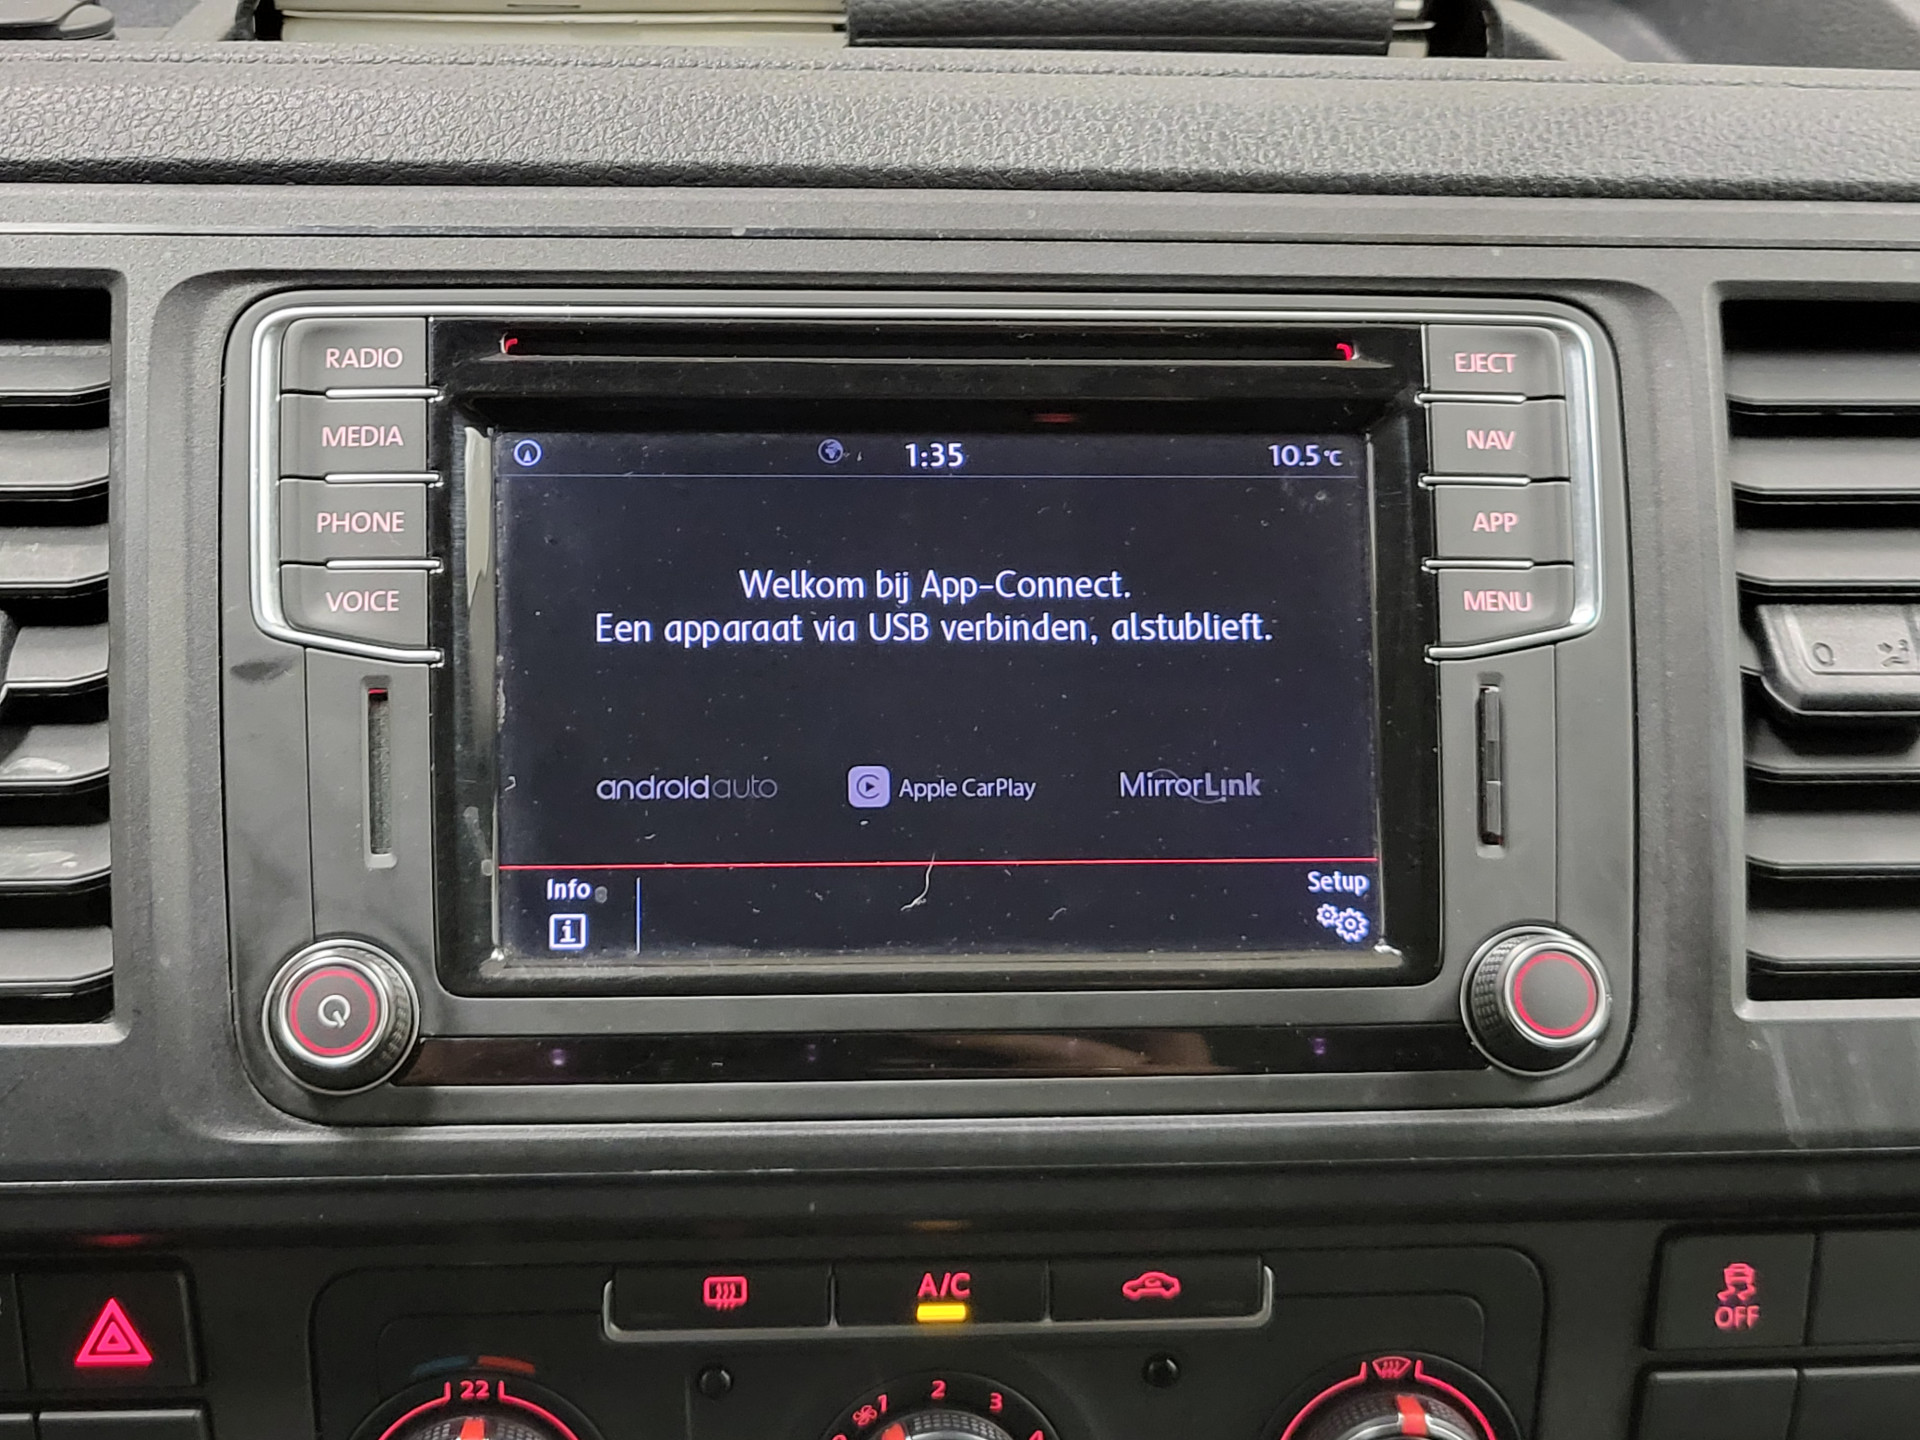 RADIO
MEDIA
PHONE
VOICE
EJECT
NAV
APP
MENU
1:35
10.5°C
Welkom bij App-Connect.
Een apparaat via USB verbinden, alstublieft.
androidauto
Apple CarPlay
MirrorLink
Info
i
Setup
A/C
OFF
22
1 2 3 4